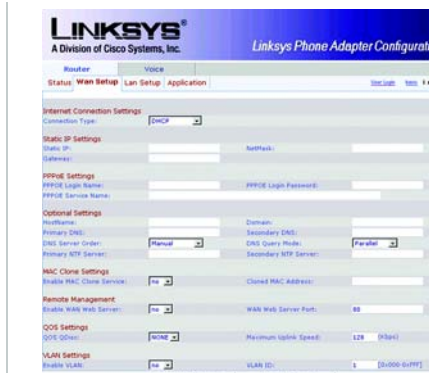 LINKSYS®
A Division of Cisco Systems, Inc.
Linksys Phone Adapter Configurat
Router Voice
Status Wan Setup Lan Setup Application
User Login
Internet Connection Settings
Connection Type: DHCP
Static IP Settings
Static IP: NetMask:
Gateway:
PPPoE Settings
PPPOE Login Name: PPPOE Login Password:
PPPOE Service Name:
Optional Settings
HostName: Domain:
Primary DNS: Secondary DNS:
DNS Server Order: Manual DNS Query Mode: Parallel
Primary NTP Server: Secondary NTP Server:
MAC Clone Settings
Enable MAC Clone Service: no Cloned MAC Address:
Remote Management
Enable WAN Web Server: no WAN Web Server Port: 80
QOS Settings
QOS QDisc: NONE Maximum Uplink Speed: 128 (Kbps)
VLAN Settings
Enable VLAN: no VLAN ID: 1 [0x000-0xFFF]